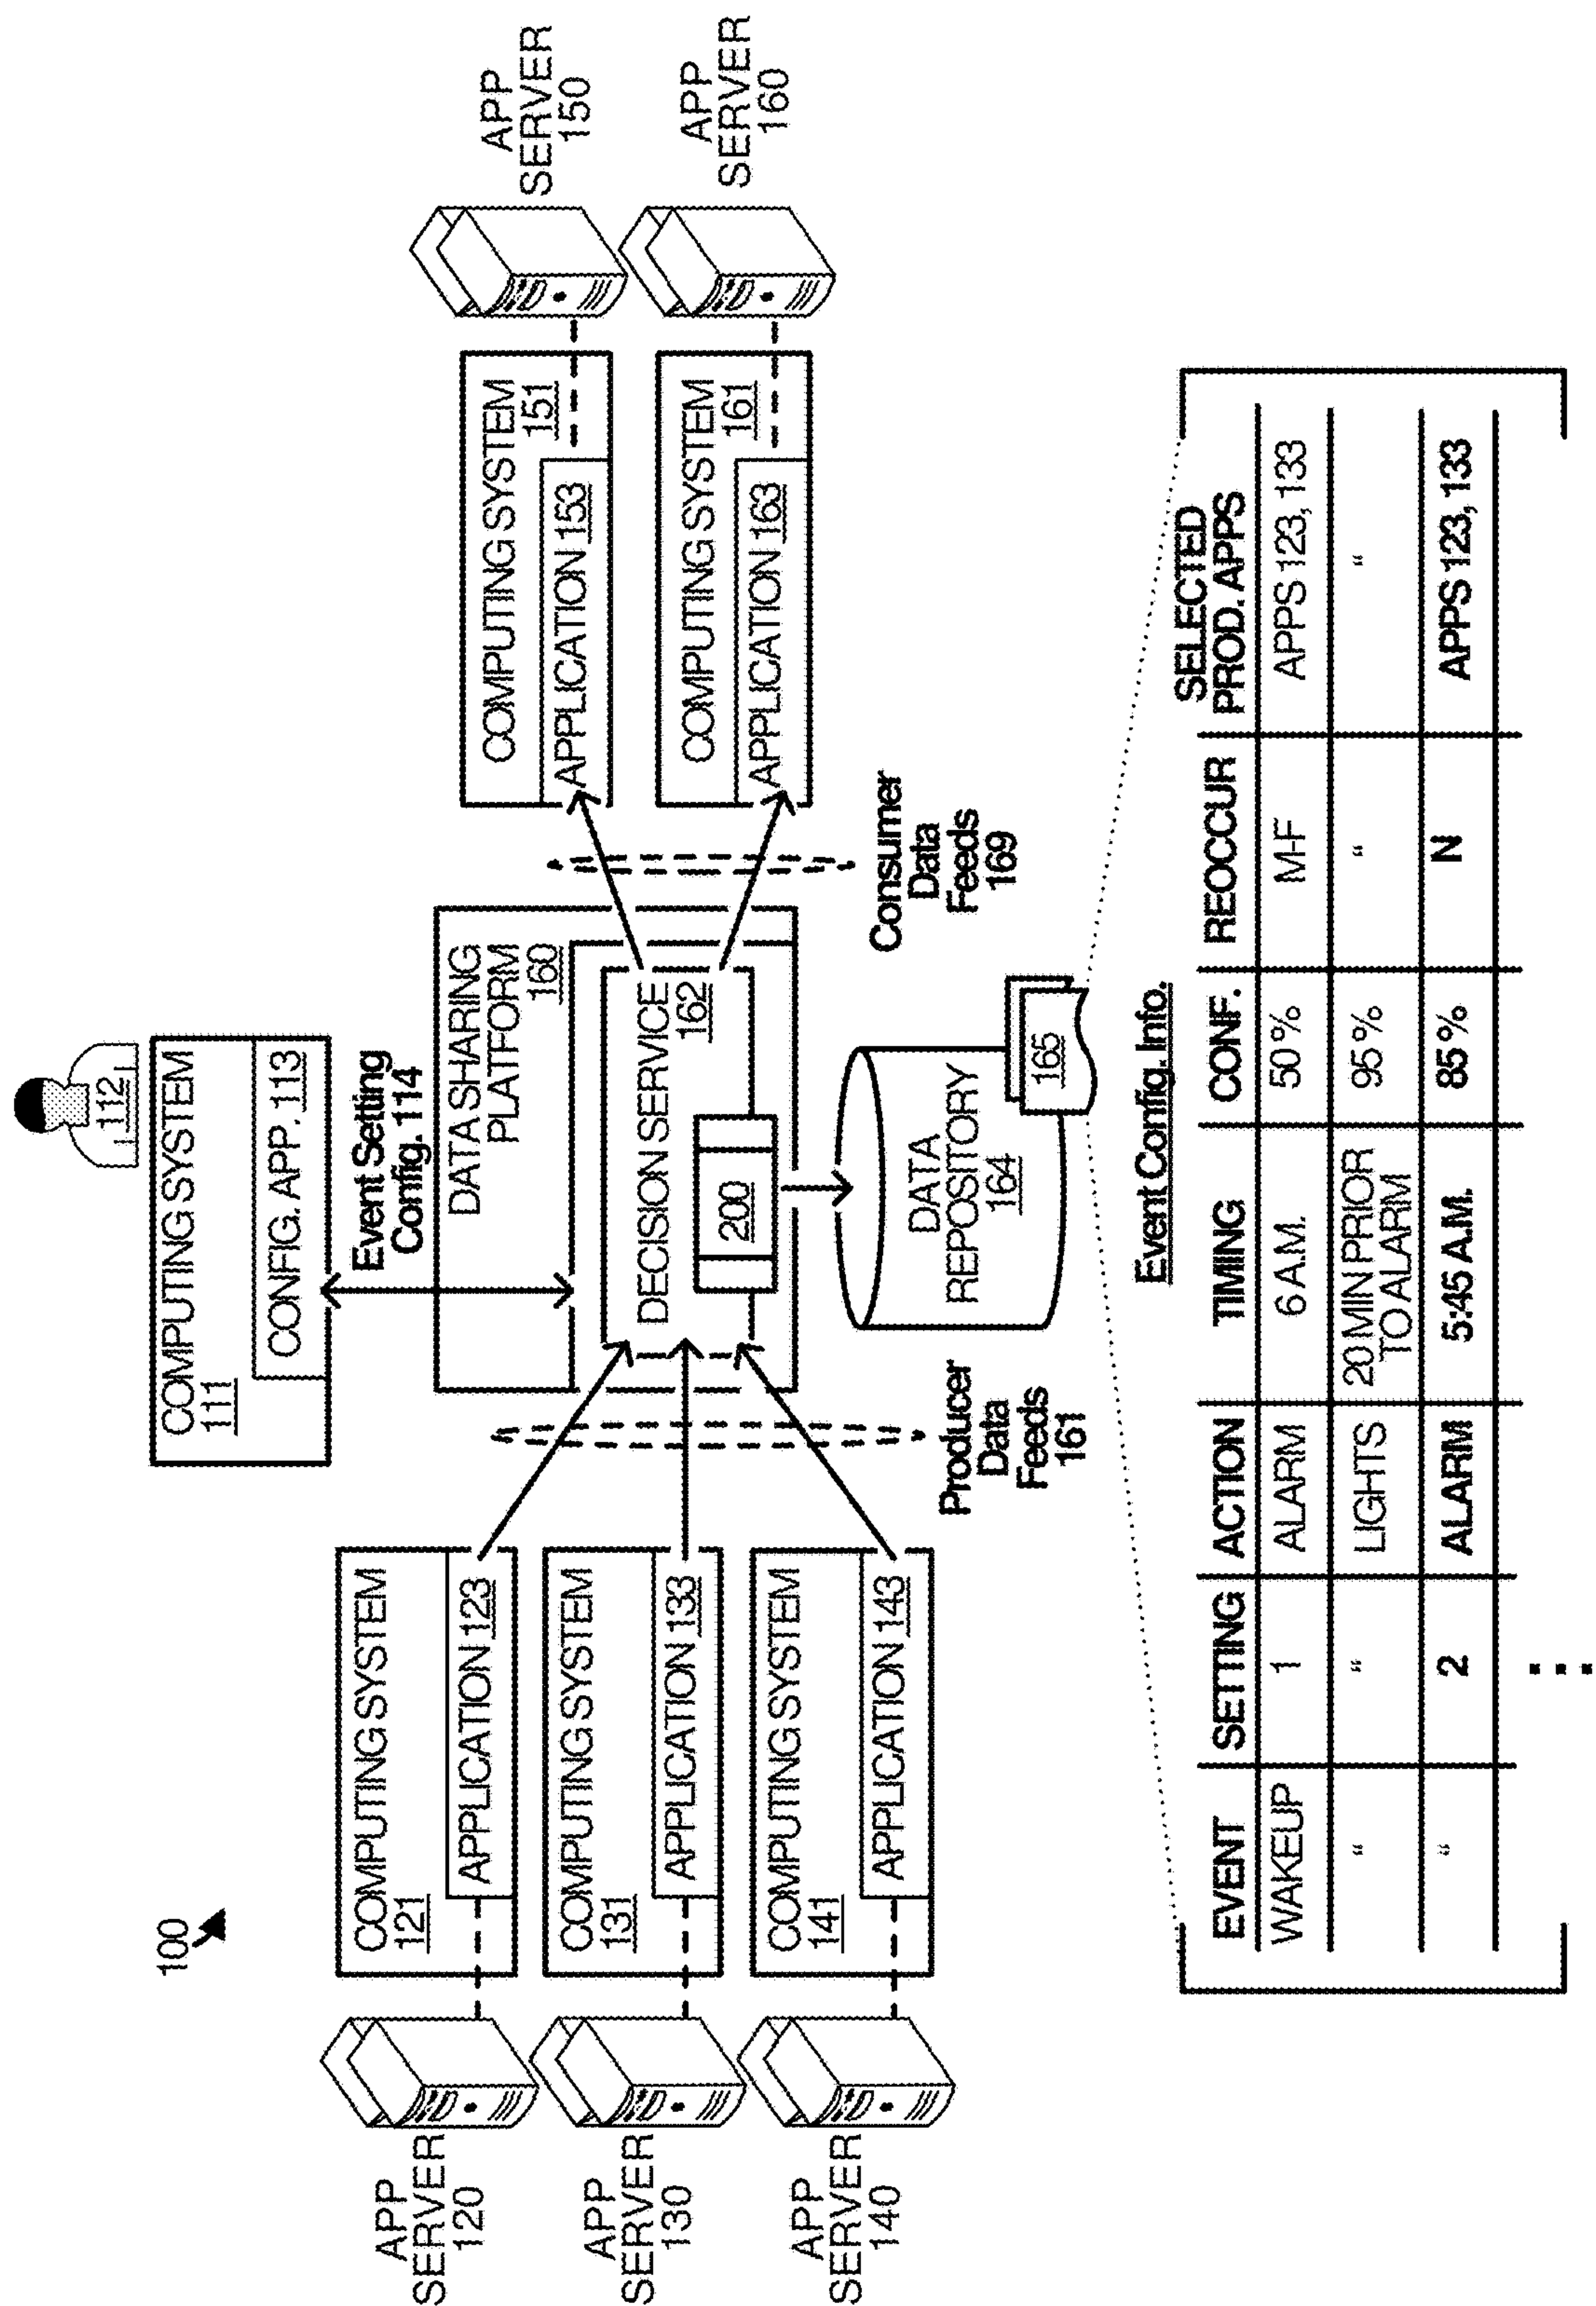 100
112
COMPUTING SYSTEM
111
CONFIG. APP. 113
Event Setting
Config. 114
APP
SERVER
120
COMPUTING SYSTEM
121
APPLICATION 123
APP
SERVER
130
COMPUTING SYSTEM
131
APPLICATION 133
APP
SERVER
140
COMPUTING SYSTEM
141
APPLICATION 143
Producer
Data
Feeds
161
DATA SHARING
PLATFORM
160
DECISION SERVICE
162
200
DATA
REPOSITORY
164
165
Consumer
Data
Feeds
169
COMPUTING SYSTEM
151
APPLICATION 153
APP
SERVER
150
COMPUTING SYSTEM
161
APPLICATION 163
APP
SERVER
160
Event Config. Info.
EVENT SETTING ACTION TIMING CONF. REOCCUR SELECTED PROD. APPS
WAKEUP 1 ALARM 6 A.M. 50% M-F APPS 123, 133
“ “ LIGHTS 20 MIN PRIOR TO ALARM 95% “ “
“ 2 ALARM 5:45 A.M. 85% N APPS 123, 133